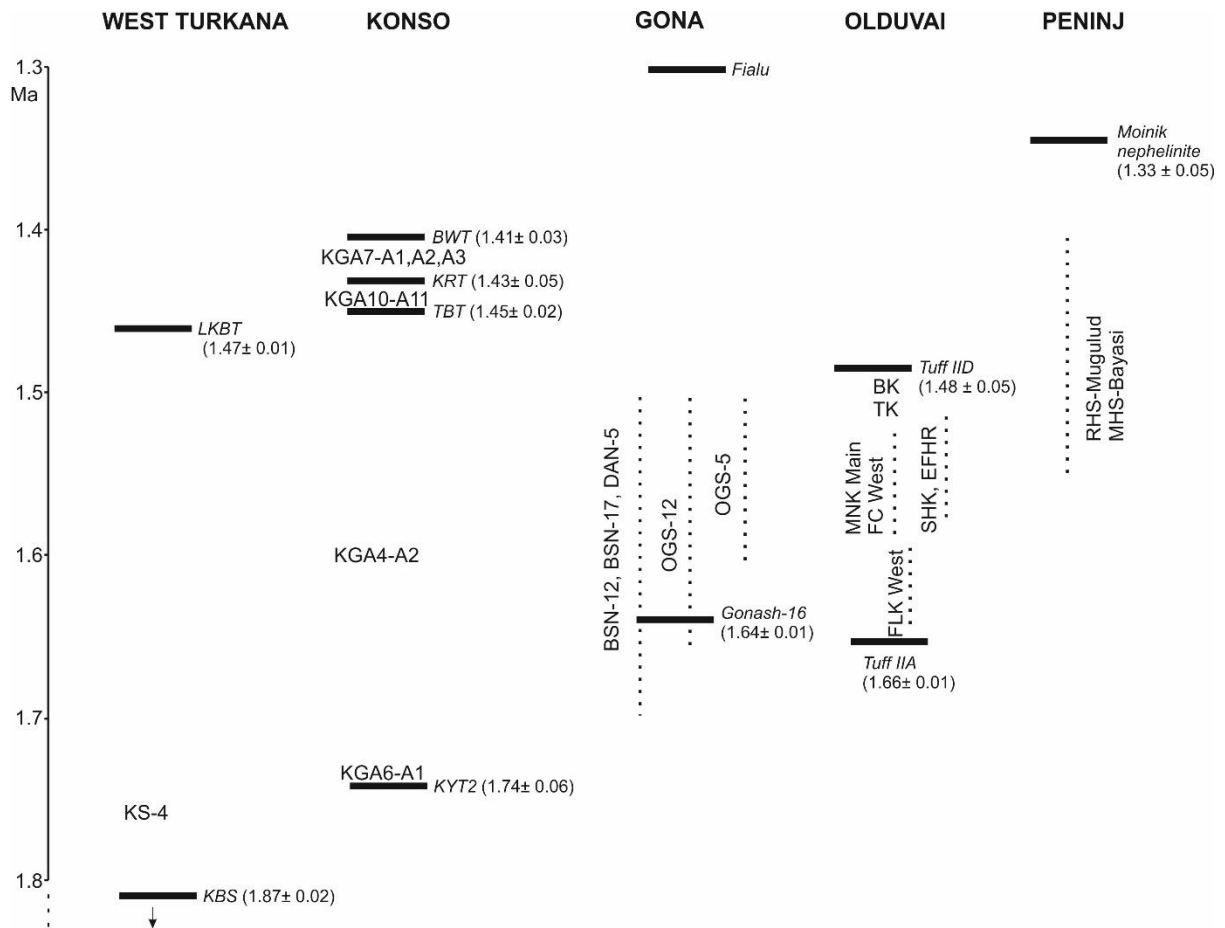 WEST TURKANA
KONSO
GONA
OLDUVAI
PENINJ
1.3
Ma
1.4
1.5
1.6
1.7
1.8
LKBT
(1.47± 0.01)
KS-4
KBS (1.87± 0.02)
BWT (1.41± 0.03)
KGA7-A1,A2,A3
KRT (1.43± 0.05)
KGA10-A11
TBT (1.45± 0.02)
KGA4-A2
KGA6-A1
KYT2 (1.74± 0.06)
Fialu
BSN-12, BSN-17, DAN-5
OGS-12
OGS-5
Gonash-16
(1.64± 0.01)
Tuff IID
(1.48 ± 0.05)
BK
TK
MNK Main
FC West
SHK, EFHR
FLK West
Tuff IIA
(1.66± 0.01)
Moinik
nephelinite
(1.33 ± 0.05)
RHS-Mugulud
MHS-Bayasi